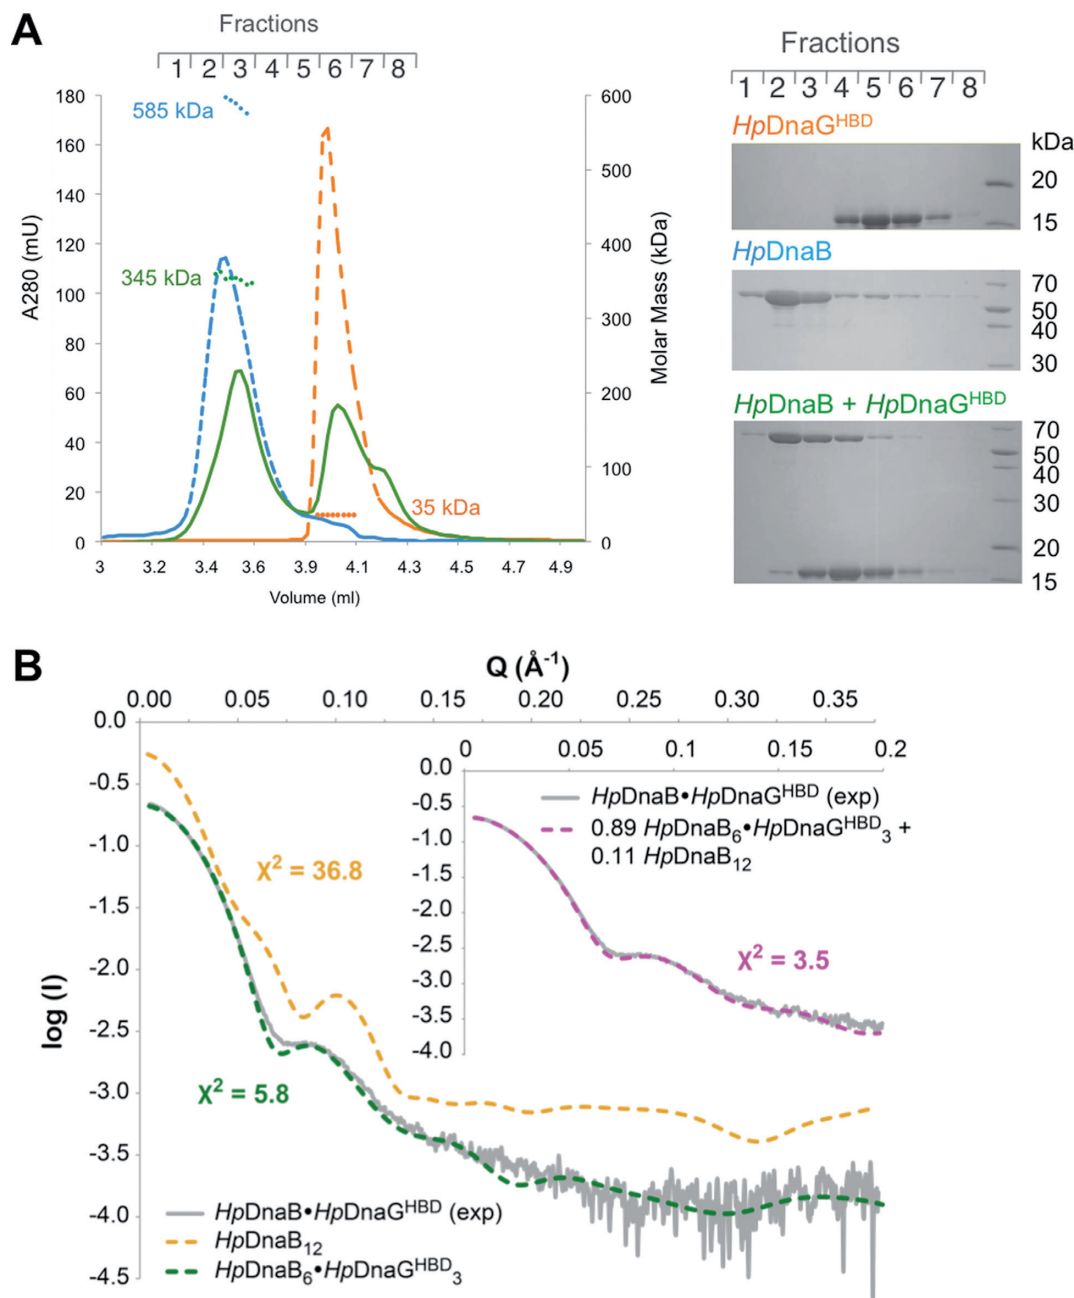 A
Fractions
1 2 3 4 5 6 7 8
180
160
140
120
100
80
60
40
20
0
A280 (mU)
585 kDa
345 kDa
35 kDa
600
500
400
300
200
100
0
Molar Mass (kDa)
3 3.2 3.4 3.6 3.9 4.1 4.3 4.5 4.7 4.9
Volume (ml)
Fractions
1 2 3 4 5 6 7 8
HpDnaG^HBD
kDa
20
15
HpDnaB
70
50
40
30
HpDnaB + HpDnaG^HBD
70
50
40
30
20
15
B
Q (Å⁻¹)
0.00 0.05 0.10 0.15 0.20 0.25 0.30 0.35
0.0
-0.5
-1.0
-1.5
-2.0
-2.5
-3.0
-3.5
-4.0
-4.5
log (I)
χ² = 36.8
χ² = 5.8
HpDnaB•HpDnaG^HBD (exp)
HpDnaB₁₂
HpDnaB₆•HpDnaG^HBD₃
0 0.05 0.1 0.15 0.2
0.0
-0.5
-1.0
-1.5
-2.0
-2.5
-3.0
-3.5
-4.0
HpDnaB•HpDnaG^HBD (exp)
0.89 HpDnaB₆•HpDnaG^HBD₃ +
0.11 HpDnaB₁₂
χ² = 3.5